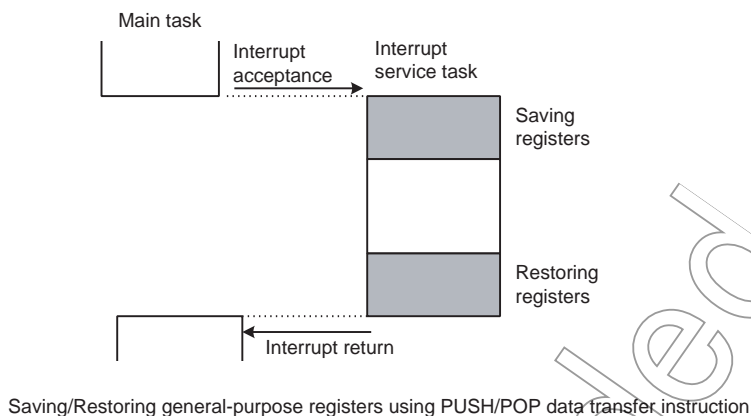 Main task
Interrupt
acceptance
Interrupt
service task
Saving
registers
Restoring
registers
Interrupt return
Saving/Restoring general-purpose registers using PUSH/POP data transfer instruction